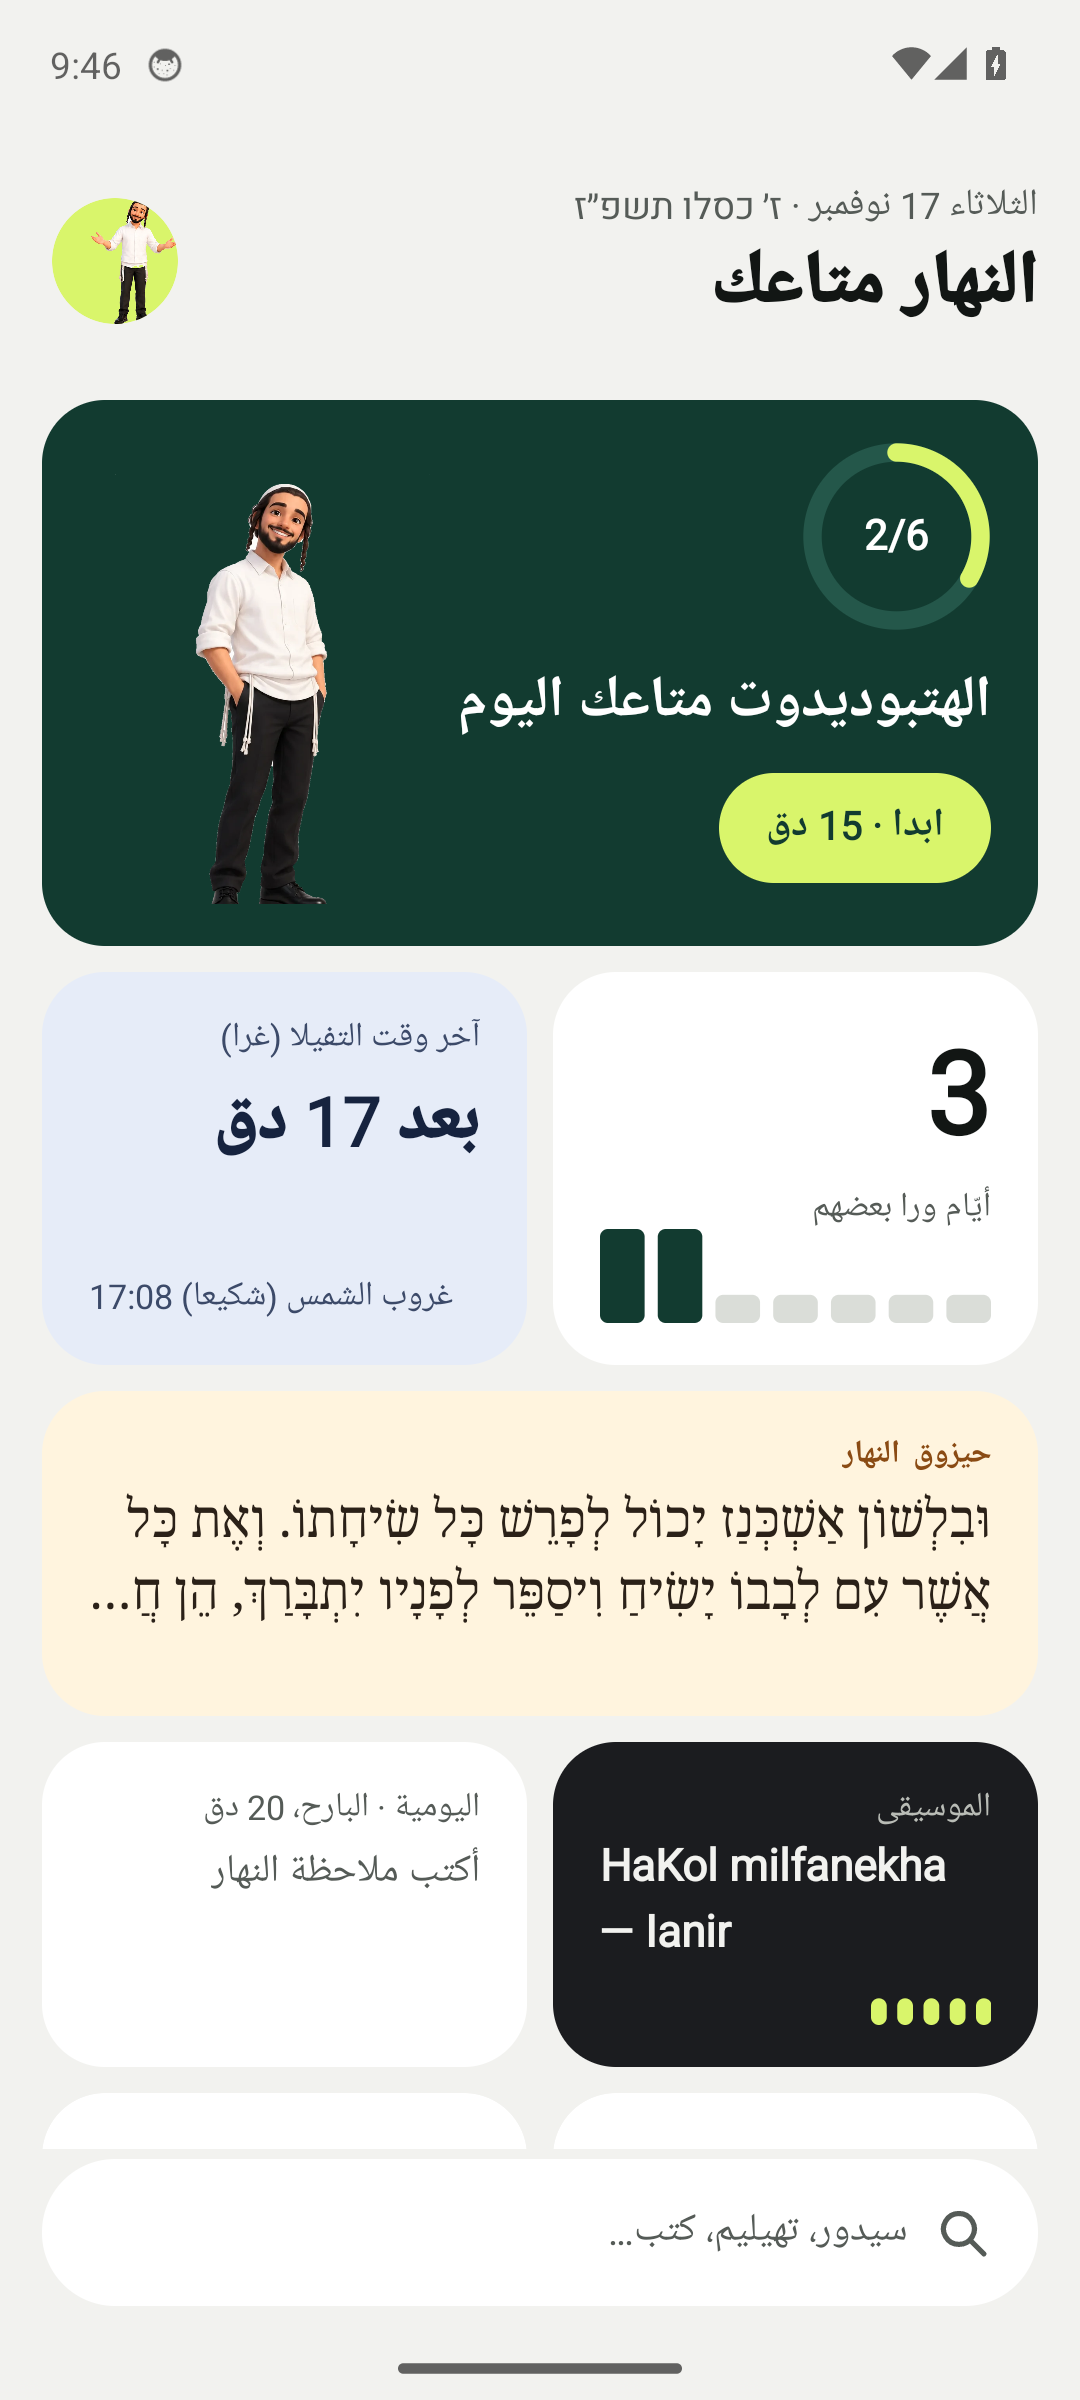 9:46
الثلاثاء 17 نوفمبر · ז׳ כסלו תשפ״ז
النهار متاعك
2/6
الهتبوديدوت متاعك اليوم
ابدا · 15 دق
3
أيّام ورا بعضهم
آخر وقت التفيلا (غرا)
بعد 17 دق
غروب الشمس (شكيعا) 17:08
حيزوق النهار
וּבִלְשׁוֹן אַשְׁכְּנַז יָכוֹל לְפָרֵשׁ כָּל שִׂיחָתוֹ. וְאֶת כָּל
אֲשֶׁר עִם לְבָבוֹ יָשִׂיחַ וִיסַפֵּר לְפָנָיו יִתְבָּרַךְ, הֵן חֲ...
الموسيقى
HaKol milfanekha
— Ianir
اليومية · البارح، 20 دق
أكتب ملاحظة النهار
سيدور، تهيليم، كتب...